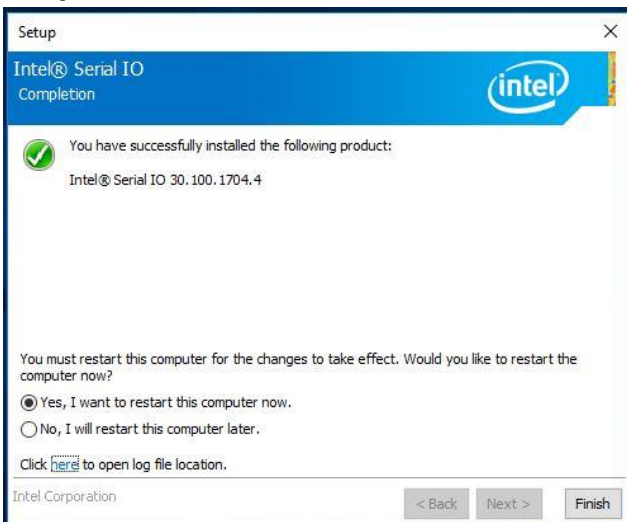 Setup
Intel® Serial IO
Completion
intel
You have successfully installed the following product:
Intel® Serial IO 30.100.1704.4
You must restart this computer for the changes to take effect. Would you like to restart the
computer now?
Yes, I want to restart this computer now.
No, I will restart this computer later.
Click here to open log file location.
Intel Corporation
< Back Next > Finish